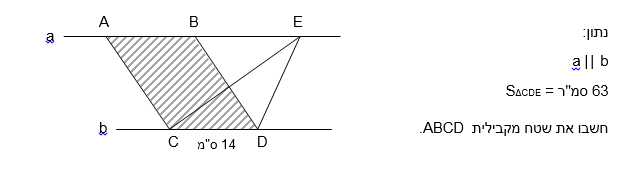 A B E
a
b
C 14 ס"מ D
נתון:
a || b
S∆CDE = 63 סמ"ר
חשבו את שטח מקבילית ABCD.